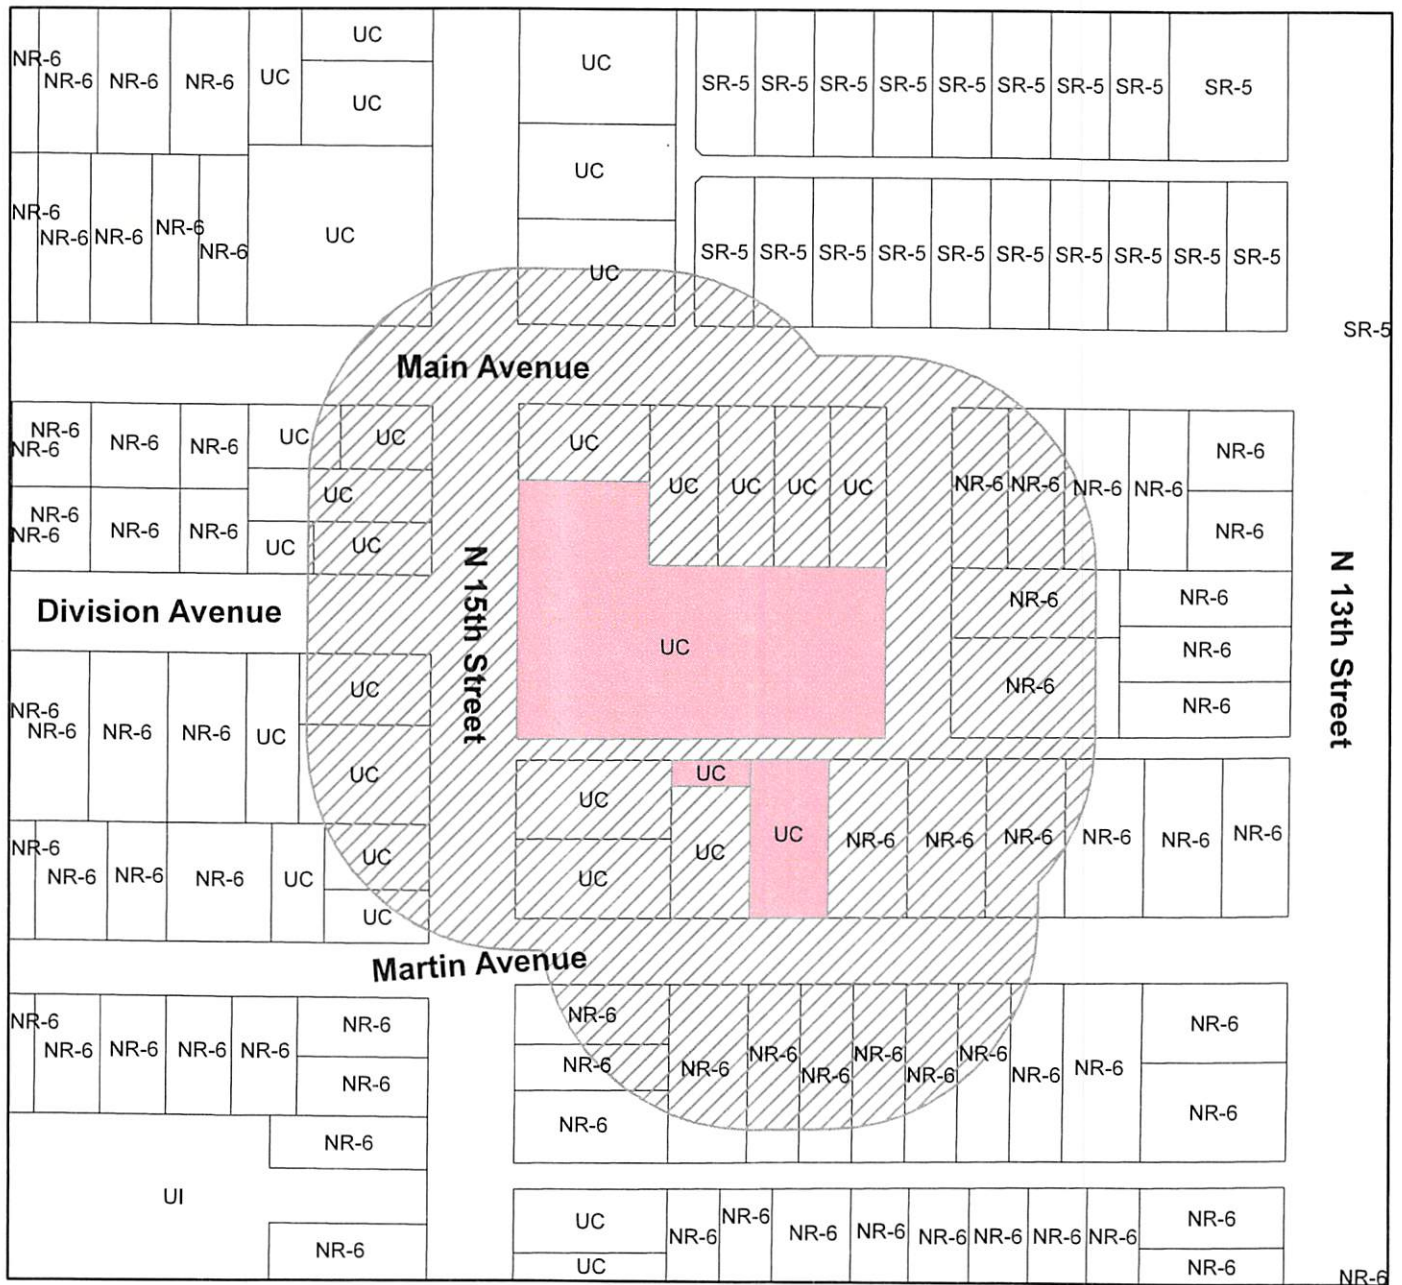 NR-6 NR-6 NR-6 NR-6 UC UC
UC
UC
SR-5 SR-5 SR-5 SR-5 SR-5 SR-5 SR-5 SR-5 SR-5
UC
NR-6 NR-6 NR-6 NR-6 NR-6 UC
UC
SR-5 SR-5 SR-5 SR-5 SR-5 SR-5 SR-5 SR-5 SR-5 SR-5
SR-5
Main Avenue
NR-6 NR-6 NR-6 NR-6 UC UC
UC
UC UC UC UC
NR-6 NR-6 NR-6 NR-6 NR-6
NR-6
UC
NR-6 NR-6 NR-6 NR-6 UC UC
N 15th Street
N 13th Street
Division Avenue
NR-6 NR-6
UC
NR-6
NR-6 NR-6
NR-6 NR-6 NR-6 NR-6 UC UC
UC
UC UC UC
UC UC
NR-6 NR-6 NR-6 NR-6 NR-6 NR-6
NR-6 NR-6 NR-6 NR-6 UC UC
UC
UC
Martin Avenue
NR-6 NR-6 NR-6 NR-6 NR-6 NR-6
NR-6
NR-6
NR-6
NR-6
NR-6 NR-6 NR-6 NR-6 NR-6 NR-6 NR-6 NR-6
NR-6
NR-6
NR-6
UI
NR-6
UC
UC
NR-6 NR-6 NR-6 NR-6 NR-6 NR-6 NR-6 NR-6
NR-6
NR-6
NR-6